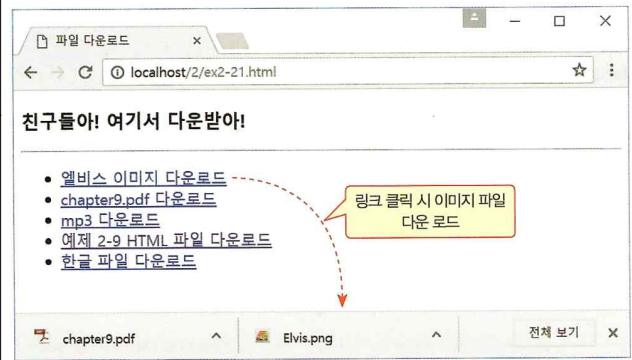 파일 다운로드
localhost/2/ex2-21.html
친구들아! 여기서 다운받아!
엘비스 이미지 다운로드
chapter9.pdf 다운로드
mp3 다운로드
예제 2-9 HTML 파일 다운로드
한글 파일 다운로드
링크 클릭 시 이미지 파일
다운 로드
chapter9.pdf
Elvis.png
전체 보기